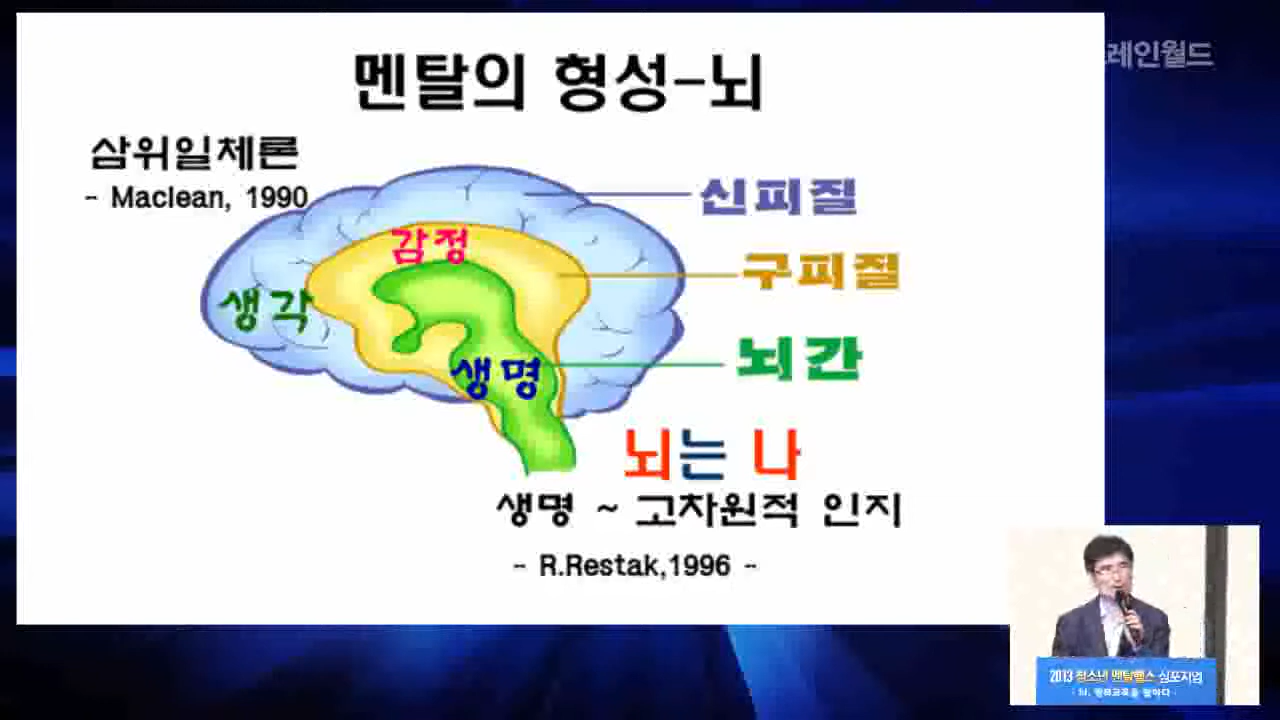 멘탈의 형성-뇌
레인월드
삼위일체론
- Maclean, 1990
신피질
감정
구피질
생각
뇌간
생명
뇌는 나
생명 ~ 고차원적 인지
- R.Restak,1996 -
2013 청소년 멘탈헬스 심포지엄